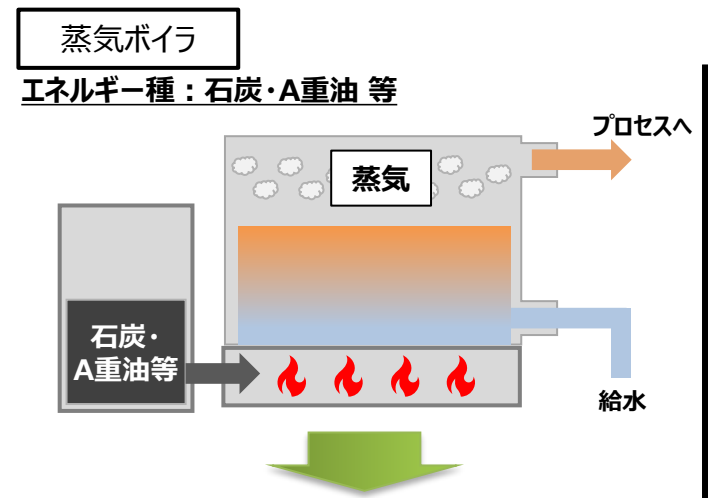 蒸気ボイラ
エネルギー種：石炭・A重油 等
プロセスへ
蒸気
石炭・
A重油等
給水